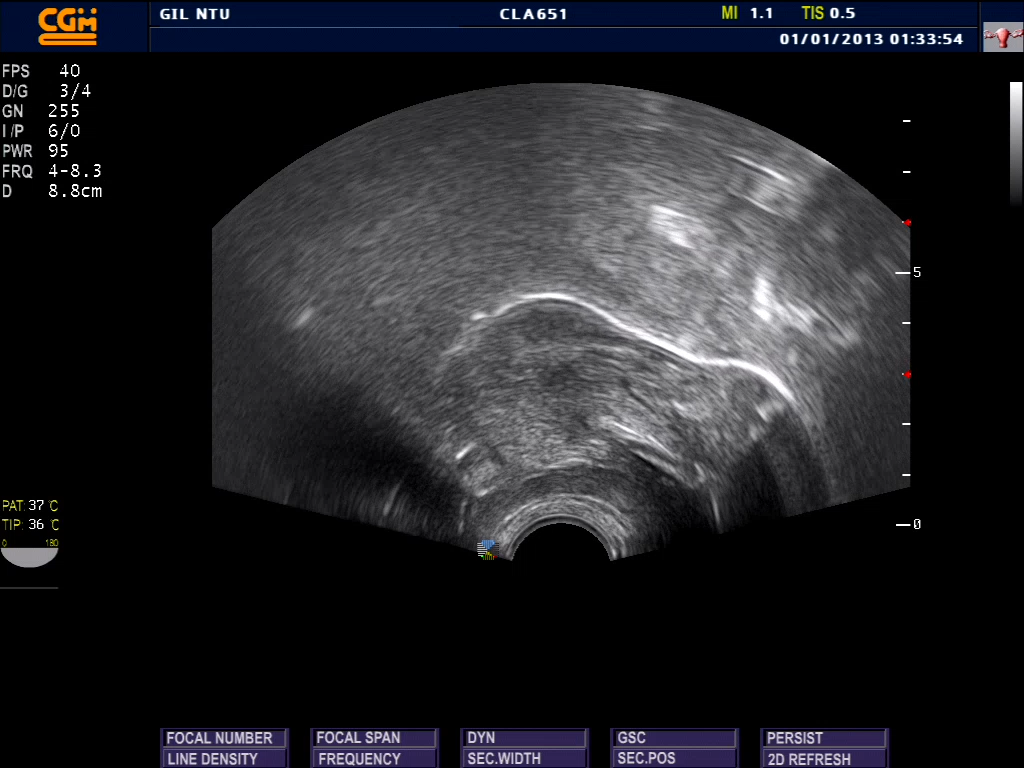 CGM
GIL NTU CLA651 MI 1.1 TIS 0.5
01/01/2013 01:33:54
FPS 40
D/G 3/4
GN 255
I/P 6/0
PWR 95
FRQ 4-8.3
D 8.8cm
5
PAT: 37 °C
TIP: 36 °C
0 180
0
FOCAL NUMBER FOCAL SPAN DYN GSC PERSIST
LINE DENSITY FREQUENCY SEC.WIDTH SEC.POS 2D REFRESH